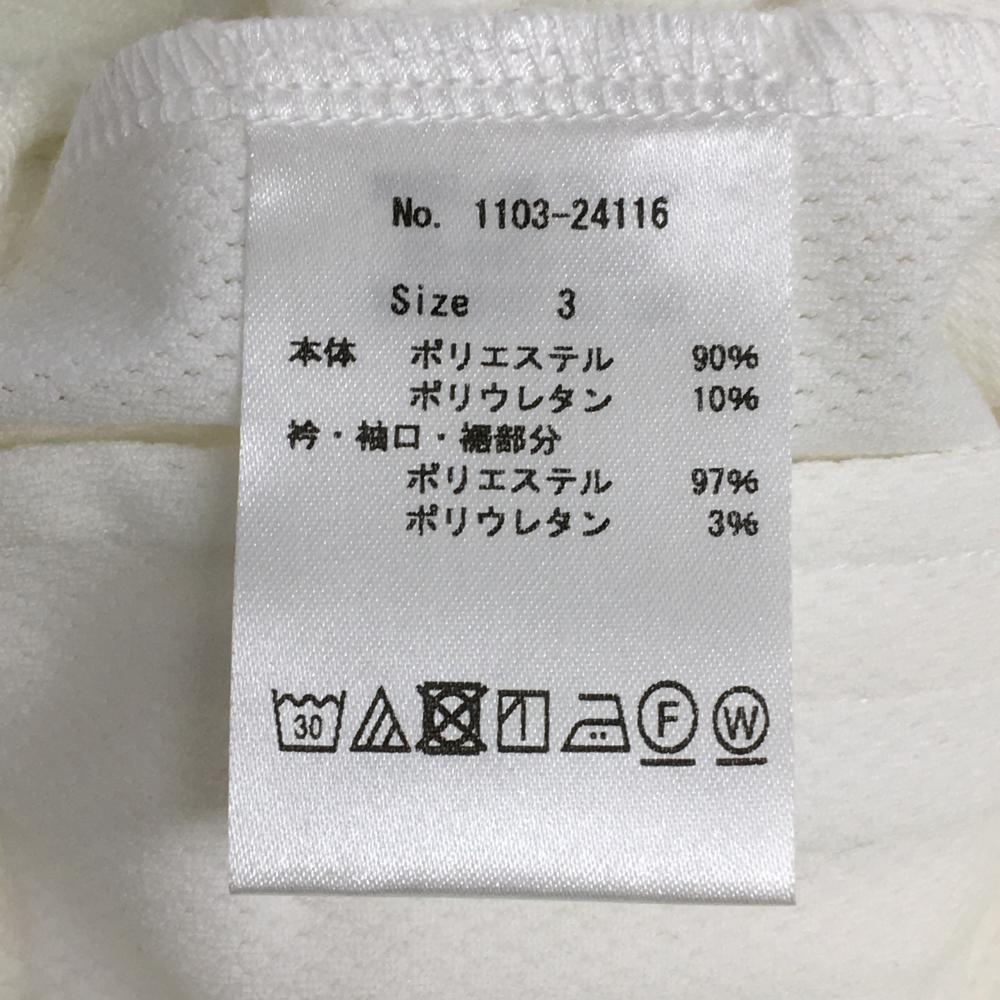 No. 1103-24116
Size 3
本体 ポリエステル 90%
ポリウレタン 10%
衿・袖口・裾部分
ポリエステル 97%
ポリウレタン 3%
30 F W